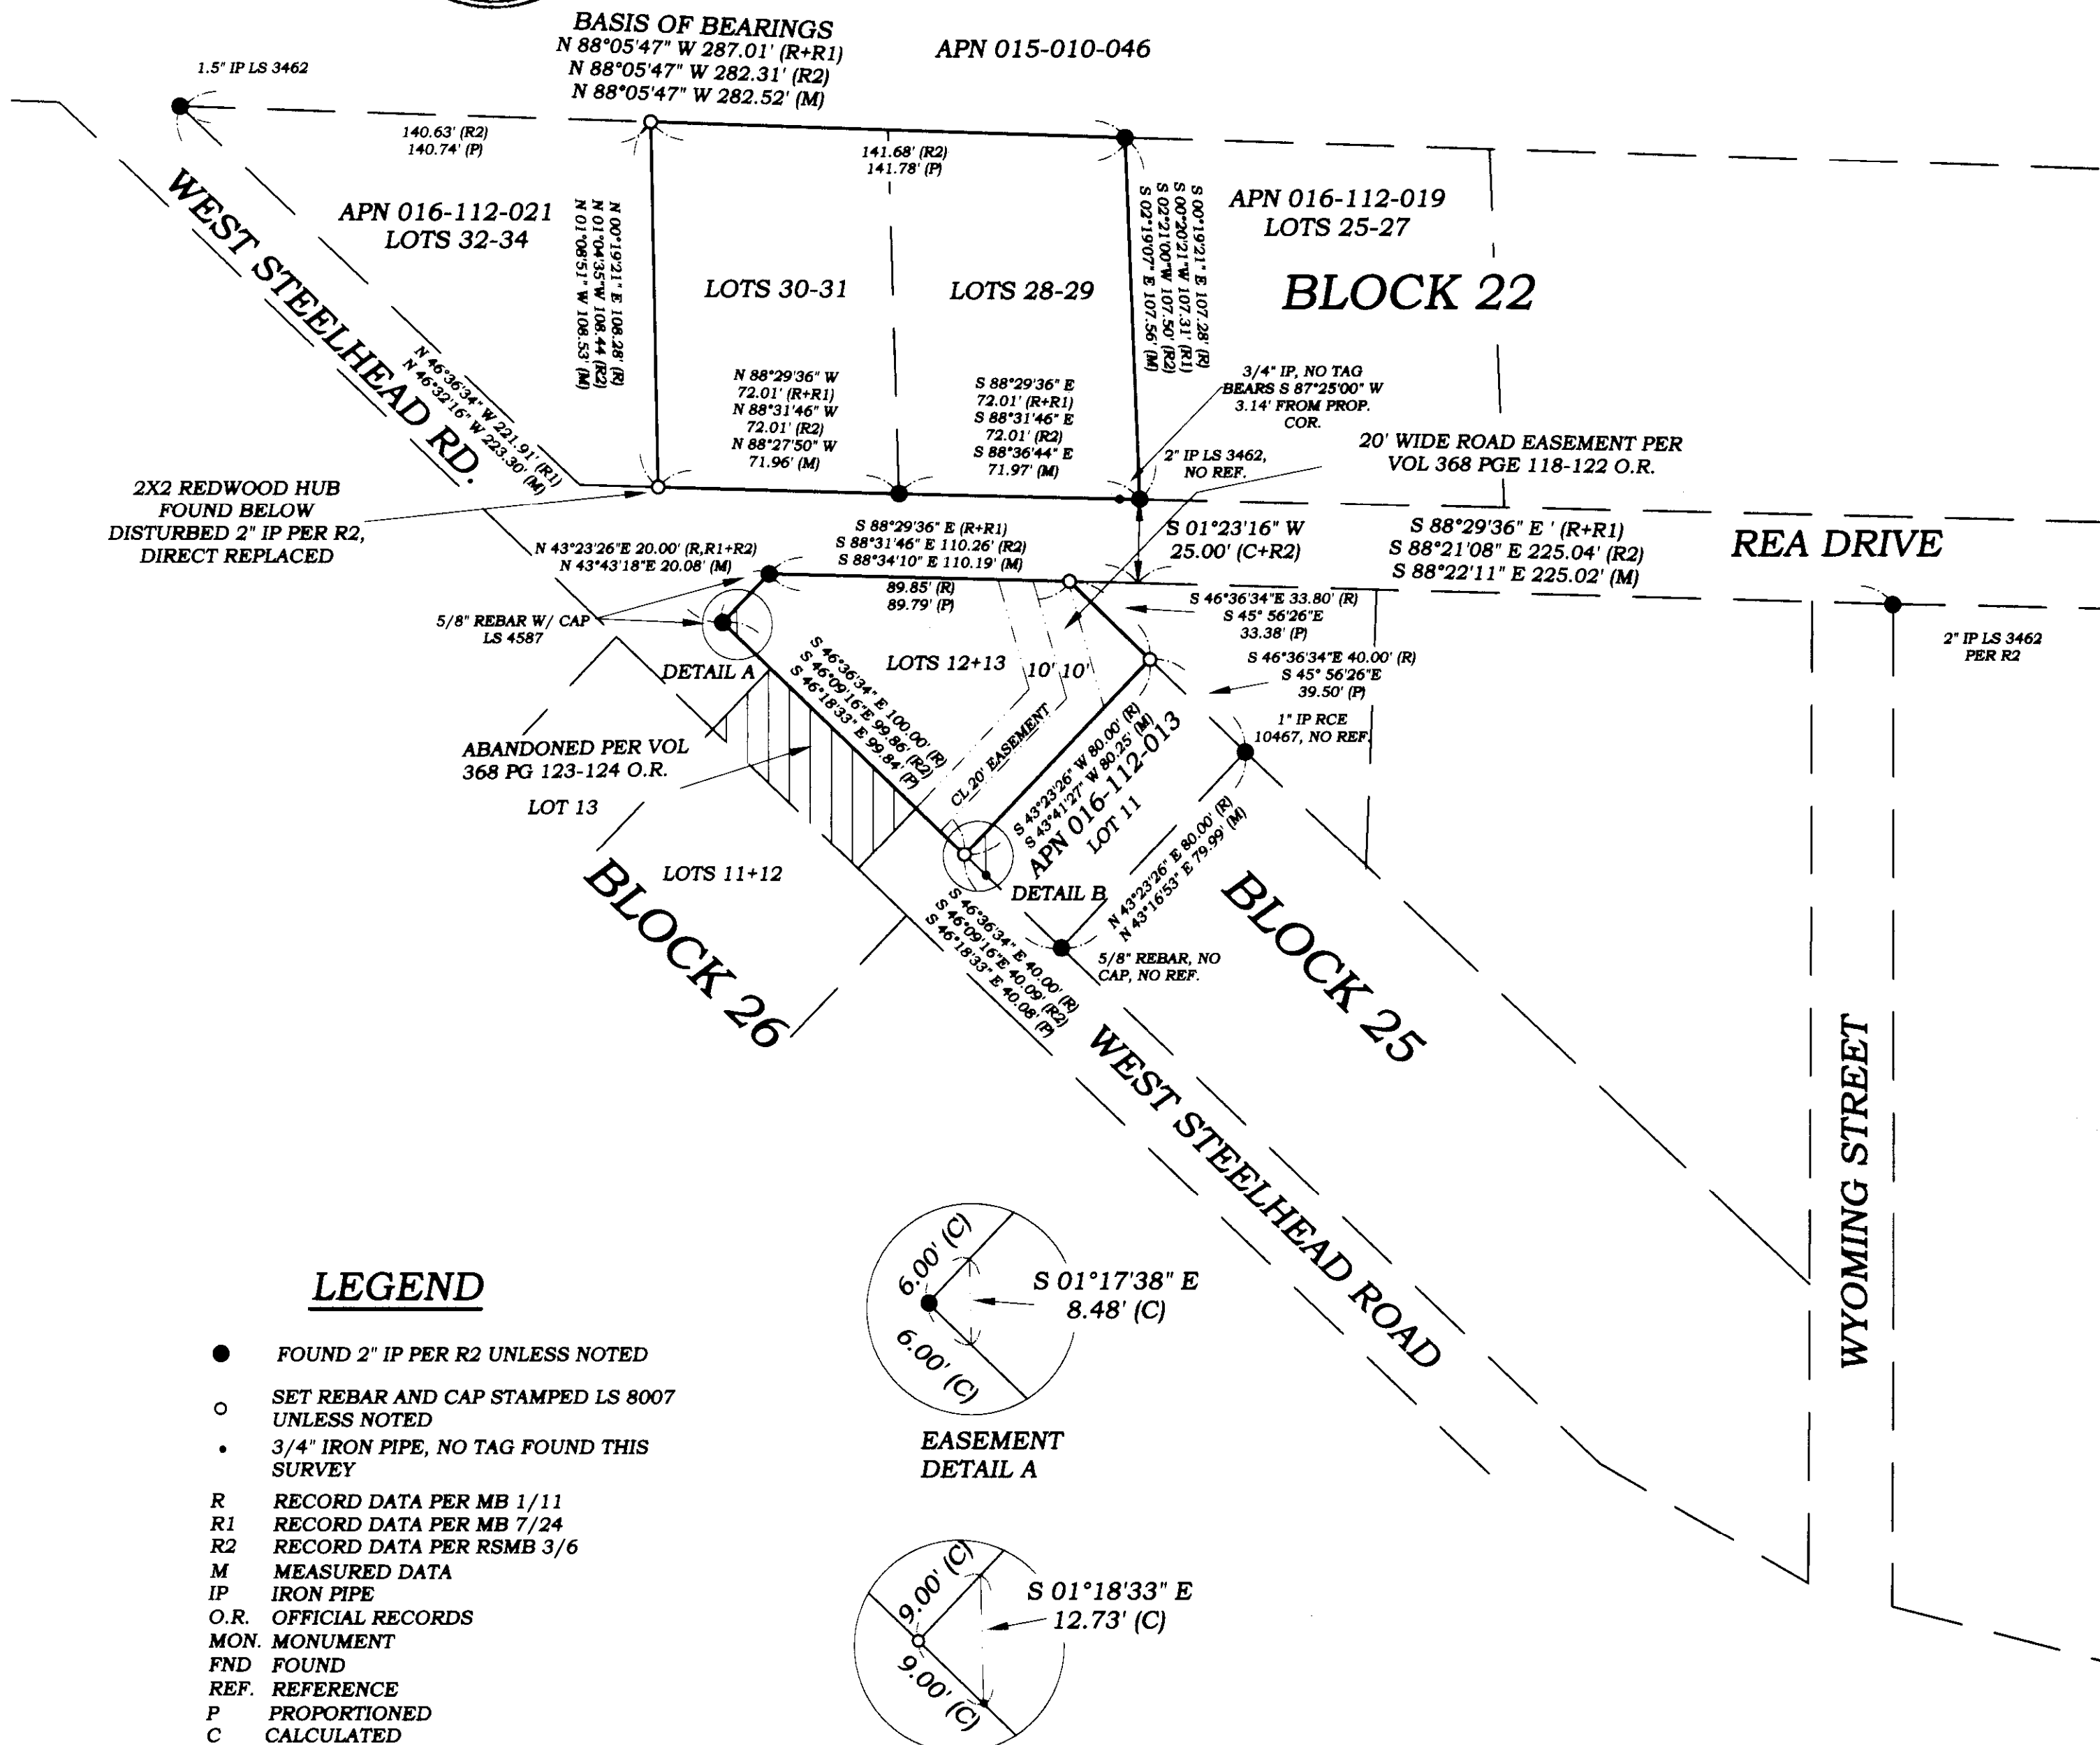 BASIS OF BEARINGS
N 88°05'47" W 287.01' (R+R1)
N 88°05'47" W 282.31' (R2)
N 88°05'47" W 282.52' (M)
APN 015-010-046
1.5" IP LS 3462
140.63' (R2)
140.74' (P)
141.68' (R2)
141.78' (P)
WEST STEELHEAD RD.
APN 016-112-021
LOTS 32-34
N 00°19'21" E 108.28' (R)
N 01°04'35"W 108.44 (R2)
N 01°08'51" W 108.53' (M)
LOTS 30-31
LOTS 28-29
S 00°19'21" E 107.28' (R)
S 00°20'21"W 107.31' (R1)
S 02°21'00"W 107.50' (R2)
S 02°19'07" E 107.56' (M)
APN 016-112-019
LOTS 25-27
BLOCK 22
N 46°36'34" W 221.91' (R1)
N 46°32'16" W 223.30' (M)
N 88°29'36" W
72.01' (R+R1)
N 88°31'46" W
72.01' (R2)
N 88°27'50" W
71.96' (M)
S 88°29'36" E
72.01' (R+R1)
S 88°31'46" E
72.01' (R2)
S 88°36'44" E
71.97' (M)
3/4" IP, NO TAG
BEARS S 87°25'00" W
3.14' FROM PROP.
COR.
2" IP LS 3462,
NO REF.
20' WIDE ROAD EASEMENT PER
VOL 368 PGE 118-122 O.R.
2X2 REDWOOD HUB
FOUND BELOW
DISTURBED 2" IP PER R2,
DIRECT REPLACED
N 43°23'26"E 20.00' (R,R1+R2)
N 43°43'18"E 20.08' (M)
S 88°29'36" E (R+R1)
S 88°31'46" E 110.26' (R2)
S 88°34'10" E 110.19' (M)
89.85' (R)
89.79' (P)
S 01°23'16" W
25.00' (C+R2)
S 88°29'36" E ' (R+R1)
S 88°21'08" E 225.04' (R2)
S 88°22'11" E 225.02' (M)
REA DRIVE
5/8" REBAR W/ CAP
LS 4587
S 46°36'34"E 33.80' (R)
S 45° 56'26"E
33.38' (P)
2" IP LS 3462
PER R2
DETAIL A
LOTS 12+13
10' 10'
S 46°36'34"E 40.00' (R)
S 45° 56'26"E
39.50' (P)
S 46°36'34" E 100.00' (R)
S 46°09'16"E 99.86' (R2)
S 46°18'33" E 99.84' (P)
CL 20' EASEMENT
S 43°23'26" W 80.00' (R)
S 43°41'27" W 80.25' (M)
APN 016-112-013
LOT 11
1" IP RCE
10467, NO REF.
ABANDONED PER VOL
368 PG 123-124 O.R.
LOT 13
LOTS 11+12
BLOCK 26
DETAIL B
N 43°23'26" E 80.00' (R)
N 43°16'53" E 79.99' (M)
S 46°36'34" E 40.00' (R)
S 46°09'16"E 40.09' (R2)
S 46°18'33" E 40.08' (P)
5/8" REBAR, NO
CAP, NO REF.
BLOCK 25
WEST STEELHEAD ROAD
WYOMING STREET
6.00' (C)
6.00' (C)
S 01°17'38" E
8.48' (C)
EASEMENT
DETAIL A
9.00' (C)
9.00' (C)
S 01°18'33" E
12.73' (C)
LEGEND
FOUND 2" IP PER R2 UNLESS NOTED
SET REBAR AND CAP STAMPED LS 8007
UNLESS NOTED
3/4" IRON PIPE, NO TAG FOUND THIS
SURVEY
R RECORD DATA PER MB 1/11
R1 RECORD DATA PER MB 7/24
R2 RECORD DATA PER RSMB 3/6
M MEASURED DATA
IP IRON PIPE
O.R. OFFICIAL RECORDS
MON. MONUMENT
FND FOUND
REF. REFERENCE
P PROPORTIONED
C CALCULATED